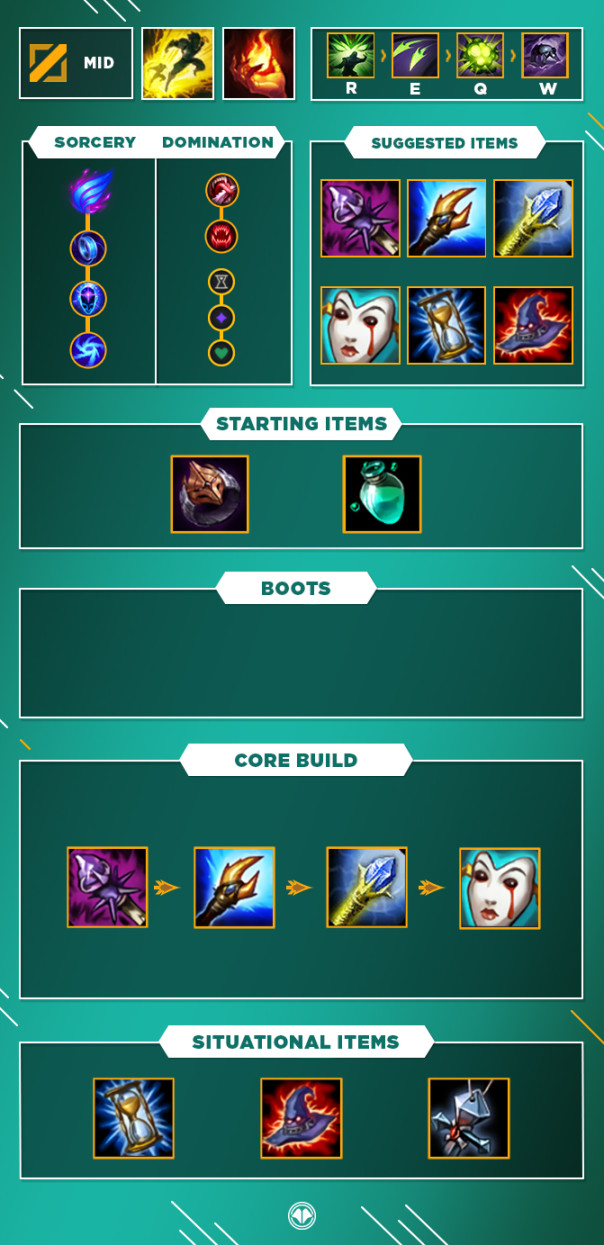 MID
R E Q W
SORCERY DOMINATION
SUGGESTED ITEMS
STARTING ITEMS
BOOTS
CORE BUILD
SITUATIONAL ITEMS